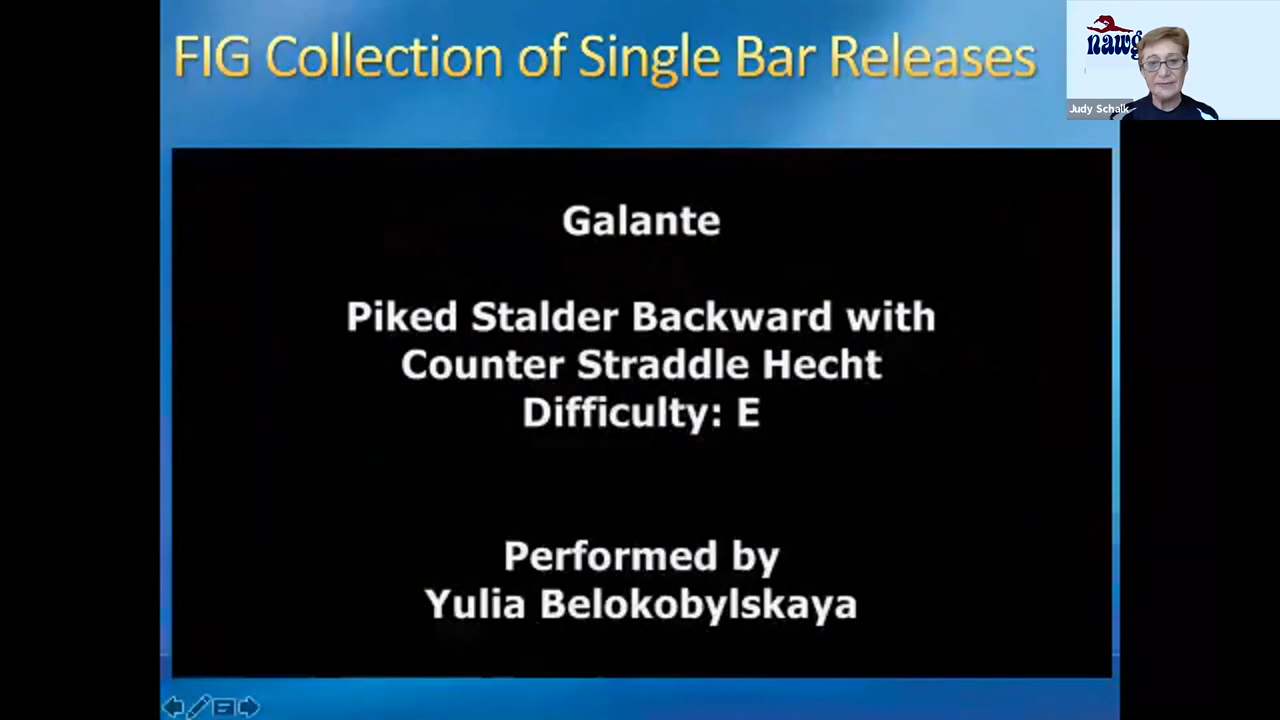 FIG Collection of Single Bar Releases
nawg
Judy Schalk
Galante
Piked Stalder Backward with
Counter Straddle Hecht
Difficulty: E
Performed by
Yulia Belokobylskaya